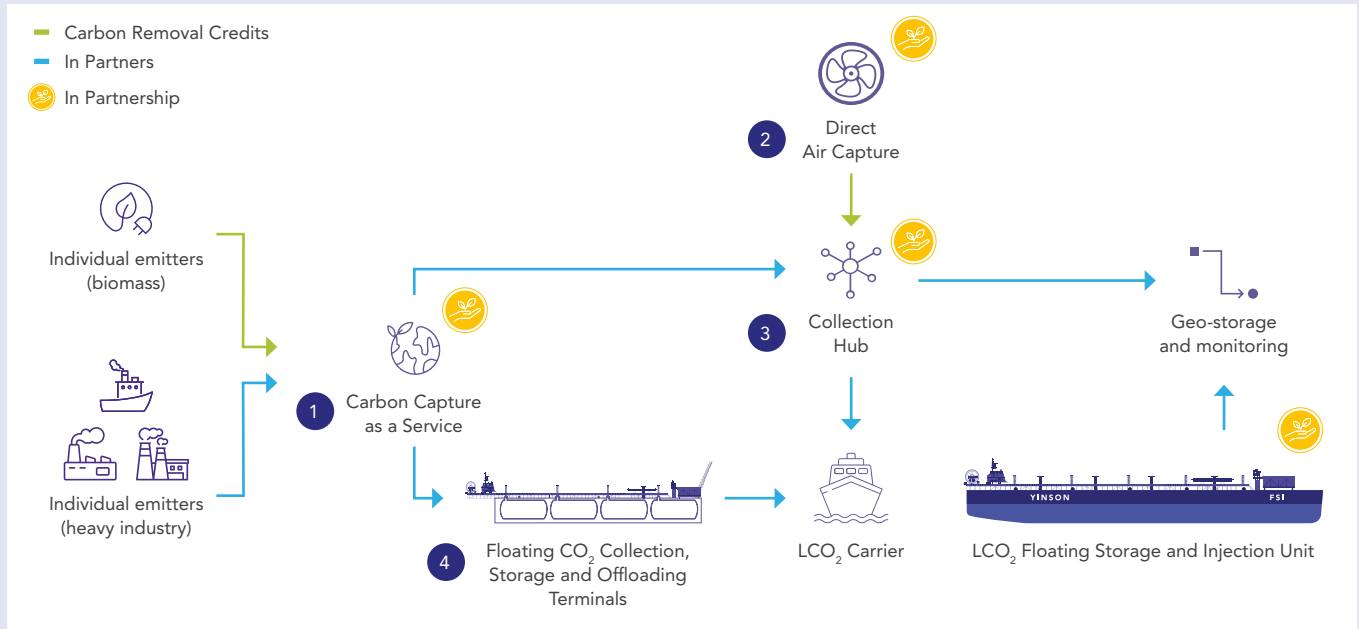 Carbon Removal Credits
In Partners
In Partnership
2
Direct
Air Capture
Individual emitters
(biomass)
3
Collection
Hub
Geo-storage
and monitoring
1
Carbon Capture
as a Service
Individual emitters
(heavy industry)
YINSON
FSI
4
Floating CO₂ Collection,
Storage and Offloading
Terminals
LCO₂ Carrier
LCO₂ Floating Storage and Injection Unit